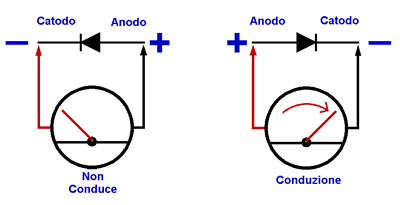 Catodo Anodo
− +
Non
Conduce
Anodo Catodo
+ −
Conduzione